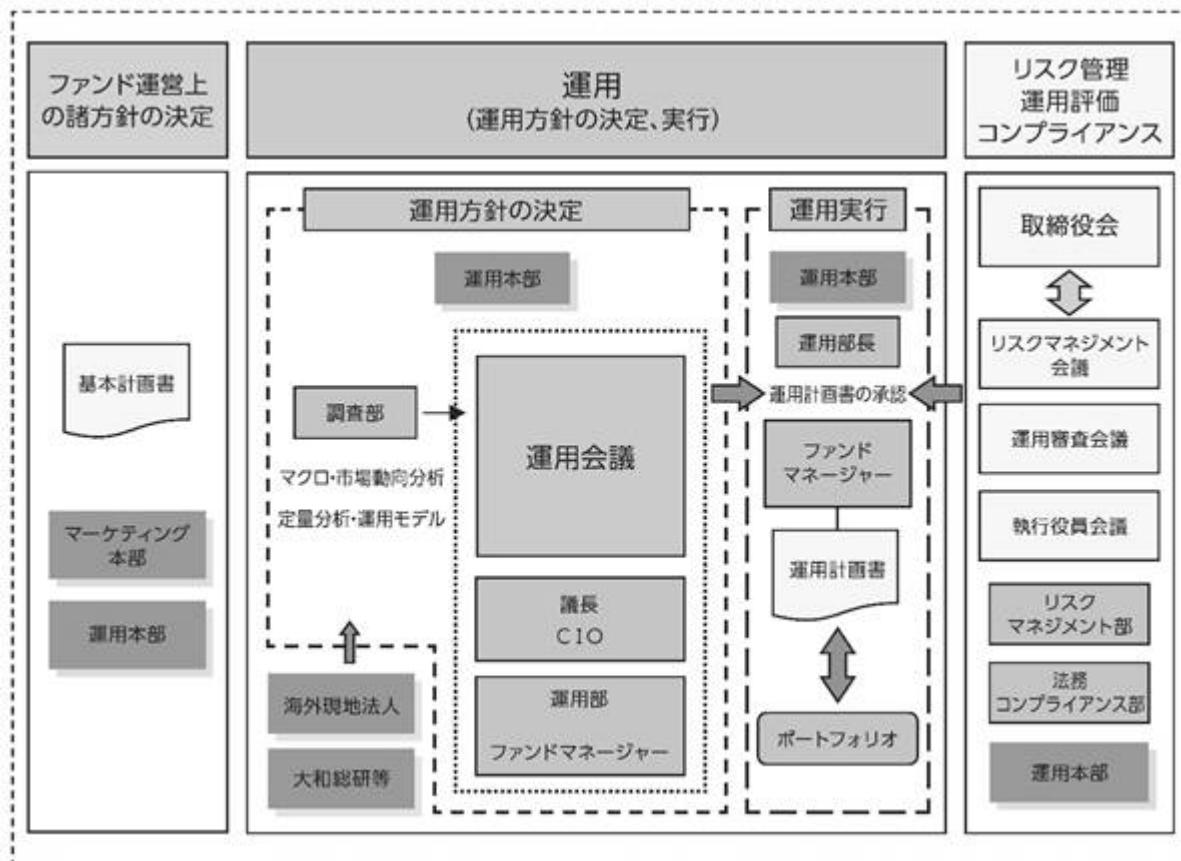 ファンド運営上
の諸方針の決定
運用
(運用方針の決定、実行)
リスク管理
運用評価
コンプライアンス
基本計画書
マーケティング
本部
運用本部
運用方針の決定
運用本部
調査部
マクロ・市場動向分析
定量分析・運用モデル
海外現地法人
大和総研等
運用会議
議長
CIO
運用部
ファンドマネージャー
運用実行
運用本部
運用部長
運用計画書の承認
ファンド
マネージャー
運用計画書
ポートフォリオ
取締役会
リスクマネジメント
会議
運用審査会議
執行役員会議
リスク
マネジメント部
法務
コンプライアンス部
運用本部